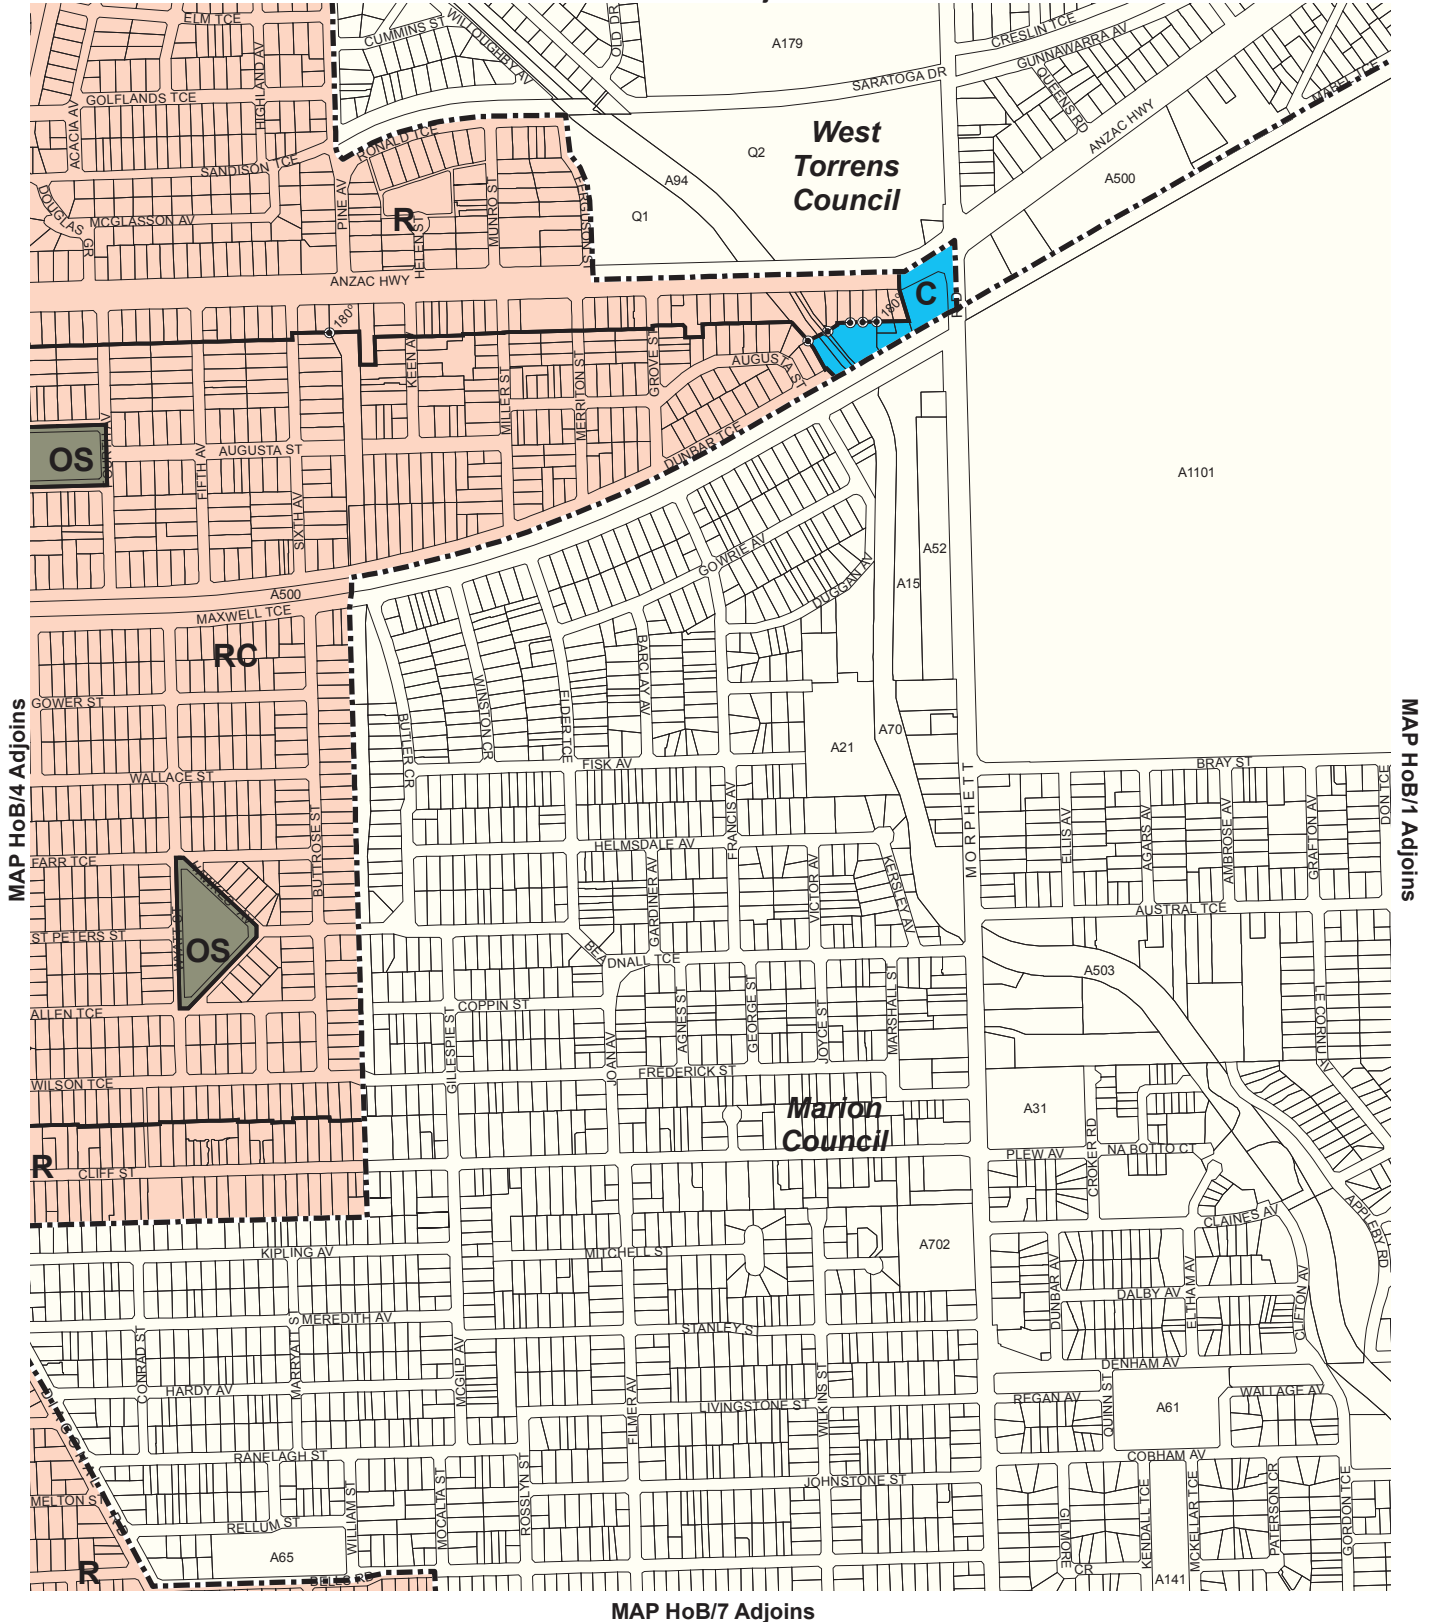 ELM TCE
CUMMINS ST
WILLOUGHBY AV
OLD DR
A179
CRESLIN TCE
GUNNAWARRA AV
HIGHLAND AV
GOLFLANDS TCE
ACACIA AV
SARATOGA DR
QUEENS RD
MABEL TCE
ANZAC HWY
West
Torrens
Council
RONALD TCE
SANDISON TCE
Q2
A94
A500
DOUGLAS GR
MCGLASSON AV
PINE AV
R
HELEN ST
MUNRO ST
FERGUSON ST
Q1
ANZAC HWY
C
RD
180°
180°
KEEN AV
GROVE ST
AUGUSTA ST
MILLER ST
MERRITON ST
DUNBAR TCE
OS
AUGUSTA ST
FIFTH AV
SIXTH AV
A1101
GOWRIE AV
A52
DUGGAN AV
A15
A500
MAXWELL TCE
RC
BARCLAY AV
WINSTON CR
ELDER TCE
BUTLER CR
GOWER ST
MAP HoB/4 Adjoins
MAP HoB/1 Adjoins
A70
A21
WALLACE ST
FISK AV
BRAY ST
DON TCE
MORPHETT
BUTTROSE ST
FRANCIS AV
ELLIS AV
AGARS AV
AMBROSE AV
GRAFTON AV
HELMSDALE AV
FARR TCE
GARDINER AV
VICTOR AV
KERSLEY AV
AUSTRAL TCE
ST PETERS ST
OS
BEADNALL TCE
A503
ALLEN TCE
COPPIN ST
GILLESPIE ST
AGNES ST
GEORGE ST
JOYCE ST
MARSHALL ST
LE CORNU AV
JOAN AV
WILSON TCE
FREDERICK ST
Marion
Council
A31
CROKER RD
R
CLIFF ST
PLEW AV
NA BOTTO CT
CLAINES AV
APPLEBY RD
KIPLING AV
MITCHELL ST
A702
DUNBAR AV
DALBY AV
ELTHAM AV
CLIFTON AV
MEREDITH AV
STANLEY ST
CONRAD ST
MARRYAT ST
MCGILP AV
HARDY AV
DENHAM AV
REGAN AV
QUINN ST
A61
WALLAGE AV
FILMER AV
LIVINGSTONE ST
WILKINS ST
RANELAGH ST
COBHAM AV
JOHNSTONE ST
DIAGONAL RD
MELTON ST
RELLUM ST
WILLIAM ST
MOCALTA ST
ROSSLYN ST
GILMORE CR
KENDALL TCE
MCKELLAR TCE
PATERSON CR
GORDON TCE
A65
R
A141
MAP HoB/7 Adjoins